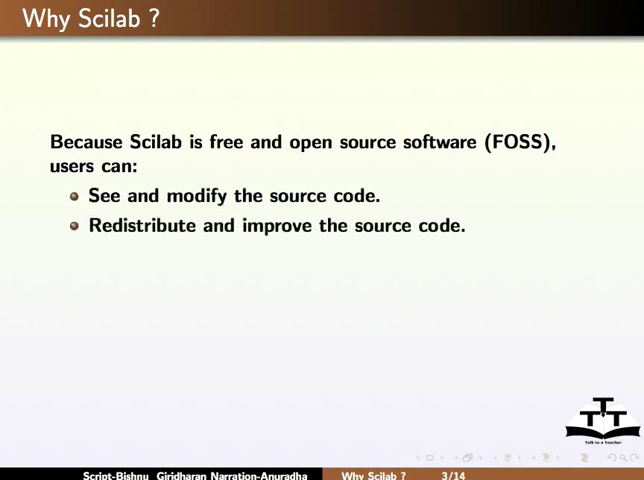 Why Scilab ?
Because Scilab is free and open source software (FOSS),
users can:
See and modify the source code.
Redistribute and improve the source code.
TTT
Talk to a Teacher
Script-Bishnu Giridharan Narration-Anuradha Why Scilab ? 3/14